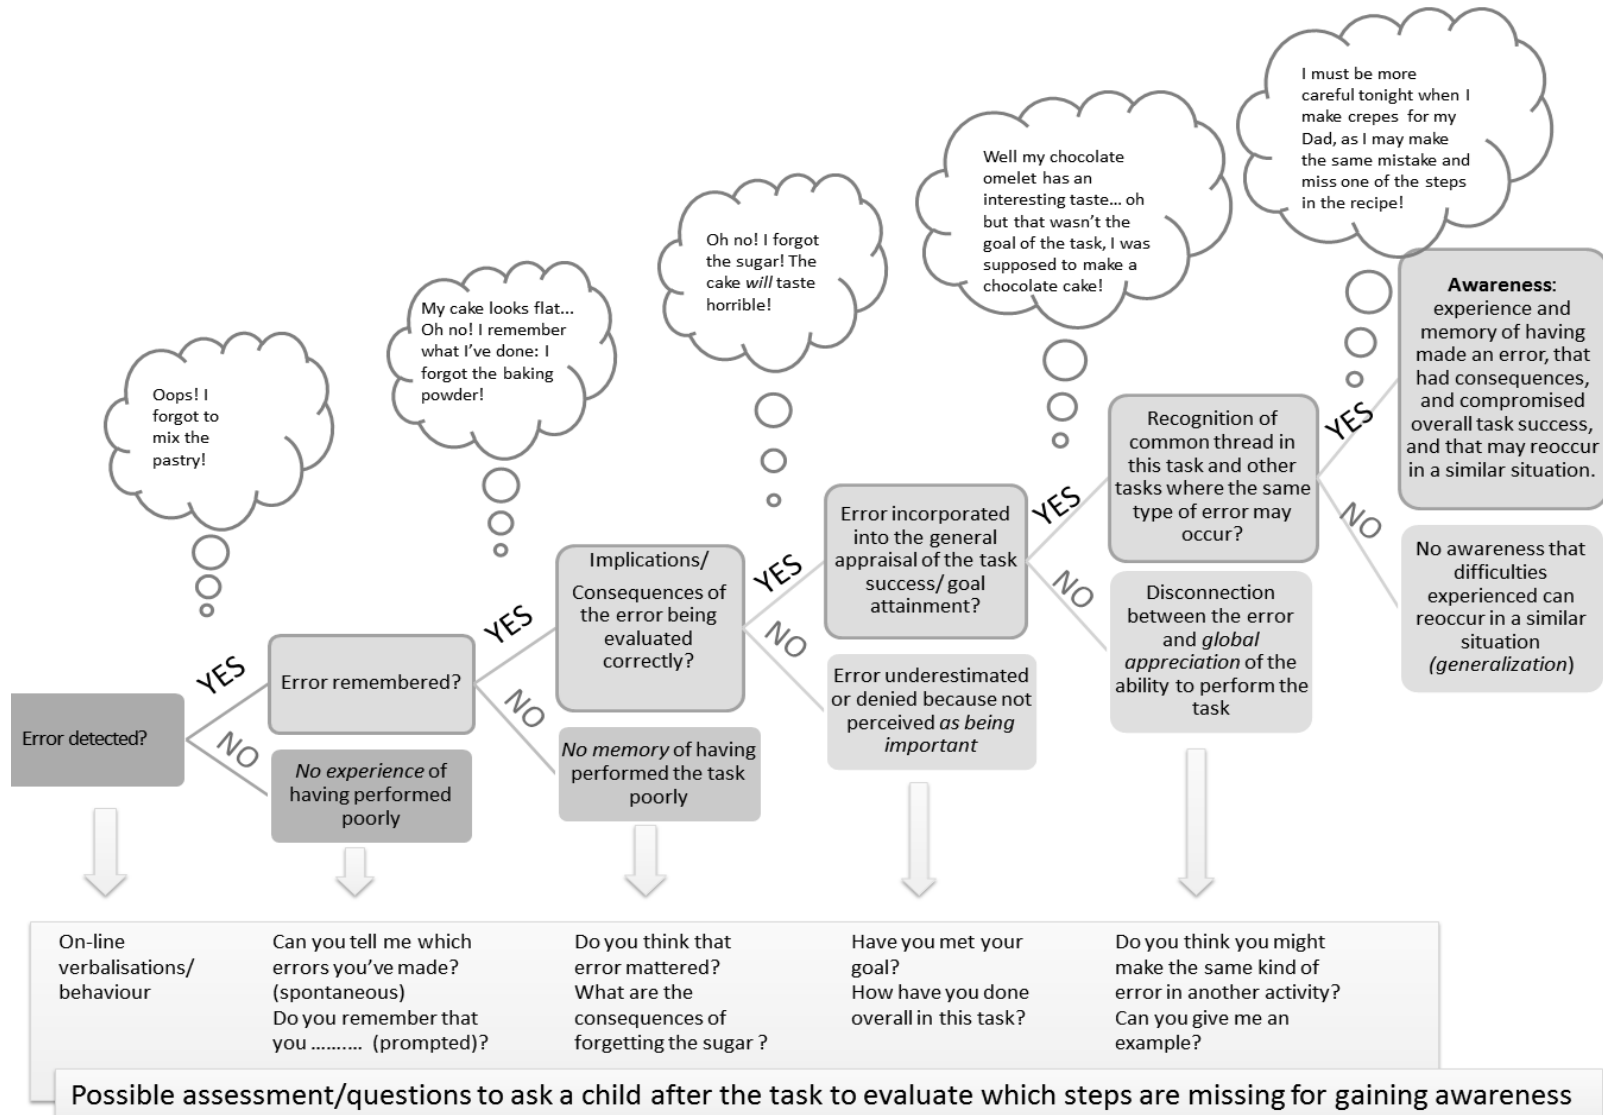 Oops! I
forgot to
mix the
pastry!
My cake looks flat...
Oh no! I remember
what I've done: I
forgot the baking
powder!
Oh no! I forgot
the sugar! The
cake will taste
horrible!
Well my chocolate
omelet has an
interesting taste... oh
but that wasn't the
goal of the task, I was
supposed to make a
chocolate cake!
I must be more
careful tonight when I
make crepes for my
Dad, as I may make
the same mistake and
miss one of the steps
in the recipe!
Error detected?
YES
NO
Error remembered?
No experience of
having performed
poorly
YES
NO
Implications/
Consequences of
the error being
evaluated
correctly?
No memory of having
performed the task
poorly
YES
NO
Error incorporated
into the general
appraisal of the task
success/ goal
attainment?
Error underestimated
or denied because not
perceived as being
important
YES
NO
Recognition of
common thread in
this task and other
tasks where the same
type of error may
occur?
Disconnection
between the error
and global
appreciation of the
ability to perform the
task
YES
NO
Awareness:
experience and
memory of having
made an error, that
had consequences,
and compromised
overall task success,
and that may reoccur
in a similar situation.
No awareness that
difficulties
experienced can
reoccur in a similar
situation
(generalization)
On-line
verbalisations/
behaviour
Can you tell me which
errors you've made?
(spontaneous)
Do you remember that
you .......... (prompted)?
Do you think that
error mattered?
What are the
consequences of
forgetting the sugar ?
Have you met your
goal?
How have you done
overall in this task?
Do you think you might
make the same kind of
error in another activity?
Can you give me an
example?
Possible assessment/questions to ask a child after the task to evaluate which steps are missing for gaining awareness